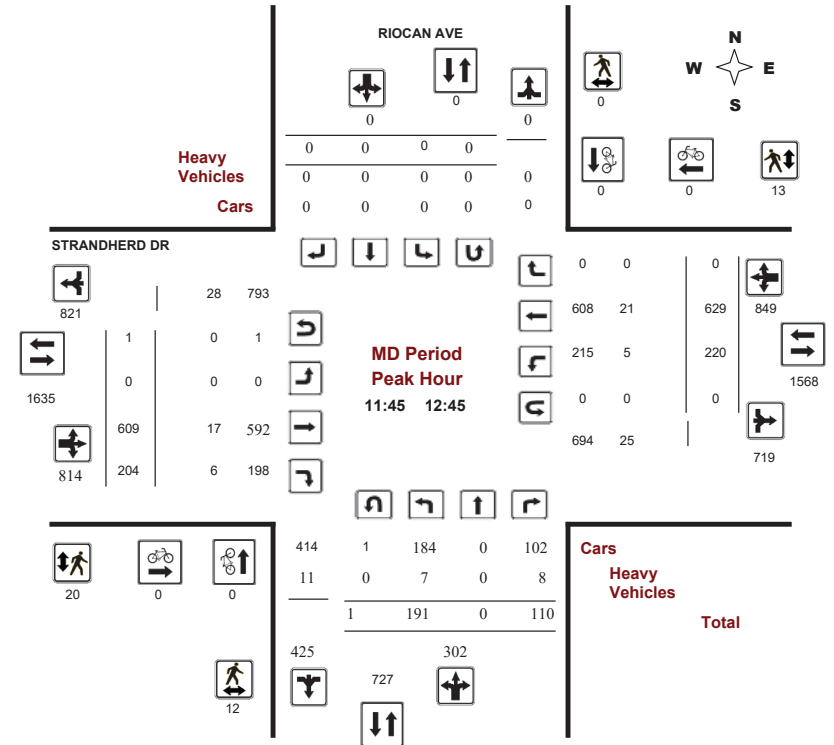 RIOCAN AVE
N
W E
S
0
0
0
0 0
0 0 0 0
Heavy
Vehicles
0 0 0 0 0
Cars
0 0 0 0 0
0 0 13
STRANDHERD DR
821
28 793
1 0 1
1635
0 0 0
609 17 592
814
204 6 198
MD Period
Peak Hour
11:45 12:45
0 0 0
608 21 629 849
215 5 220
1568
0 0 0
694 25
719
20 0 0
12
414 1 184 0 102
11 0 7 0 8
1 191 0 110
425 302
727
Cars
Heavy
Vehicles
Total